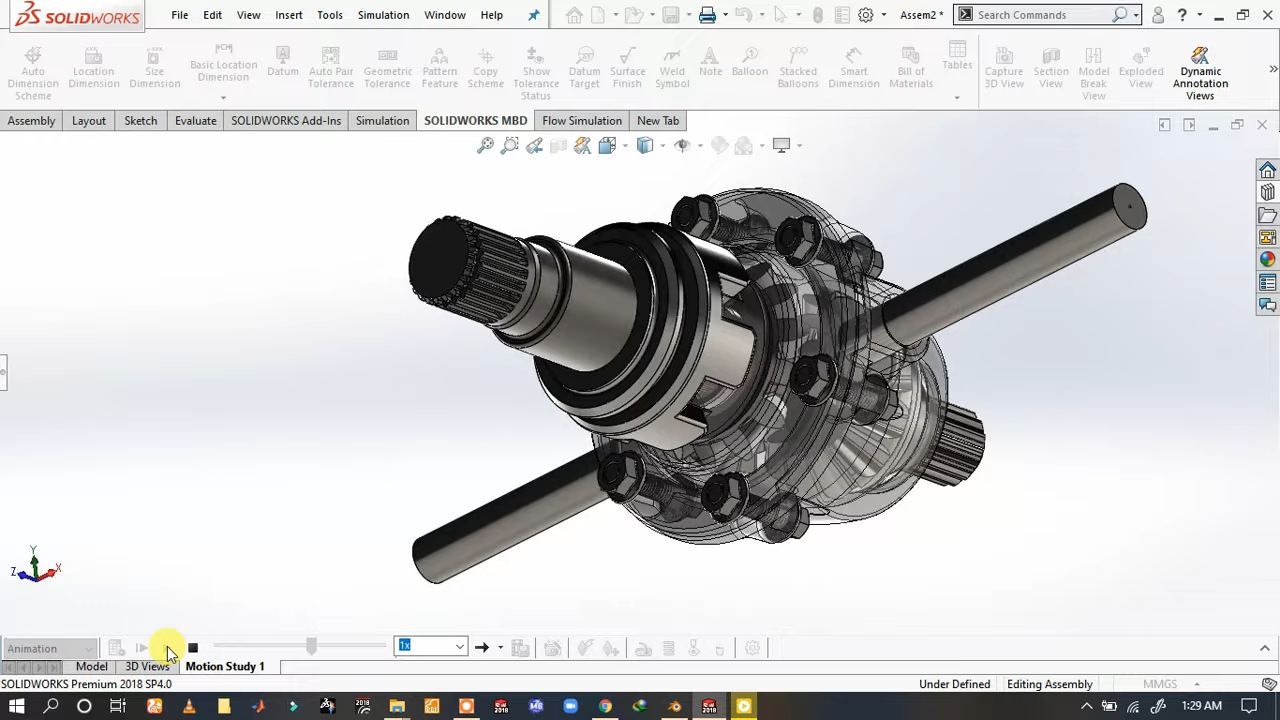 SOLIDWORKS File Edit View Insert Tools Simulation Window Help Assem2 * Search Commands ?
Auto Dimension Scheme
Location Dimension
Size Dimension
Basic Location Dimension
Datum
Auto Pair Tolerance
Geometric Tolerance
Pattern Feature
Copy Scheme
Show Tolerance Status
Datum Target
Surface Finish
Weld Symbol
Note
Balloon
Stacked Balloons
Smart Dimension
Bill of Materials
Tables
Capture 3D View
Section View
Model Break View
Exploded View
Dynamic Annotation Views
Assembly Layout Sketch Evaluate SOLIDWORKS Add-Ins Simulation SOLIDWORKS MBD Flow Simulation New Tab
Y
Z X
Animation 1x
Model 3D Views Motion Study 1
SOLIDWORKS Premium 2018 SP4.0 Under Defined Editing Assembly MMGS
1:29 AM